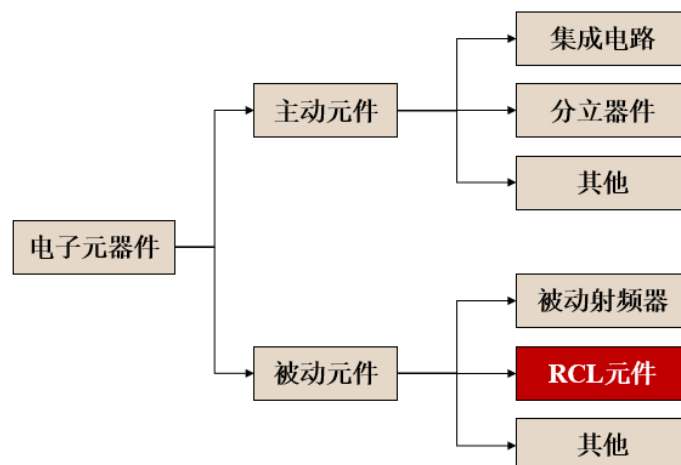 集成电路
主动元件
分立器件
其他
电子元器件
被动射频器
被动元件
RCL元件
其他